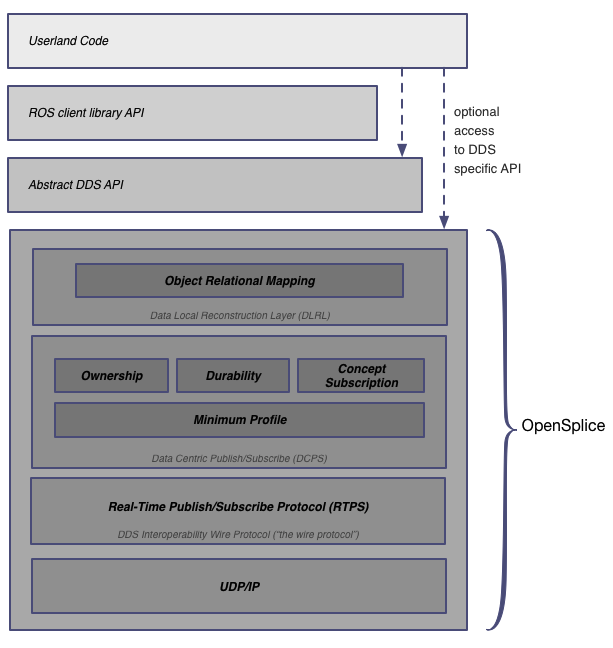 Userland Code
ROS client library API
optional
access
to DDS
specific API
Abstract DDS API
Object Relational Mapping
Data Local Reconstruction Layer (DLRL)
Ownership
Durability
Concept
Subscription
Minimum Profile
Data Centric Publish/Subscribe (DCPS)
OpenSplice
Real-Time Publish/Subscribe Protocol (RTPS)
DDS Interoperability Wire Protocol ("the wire protocol")
UDP/IP